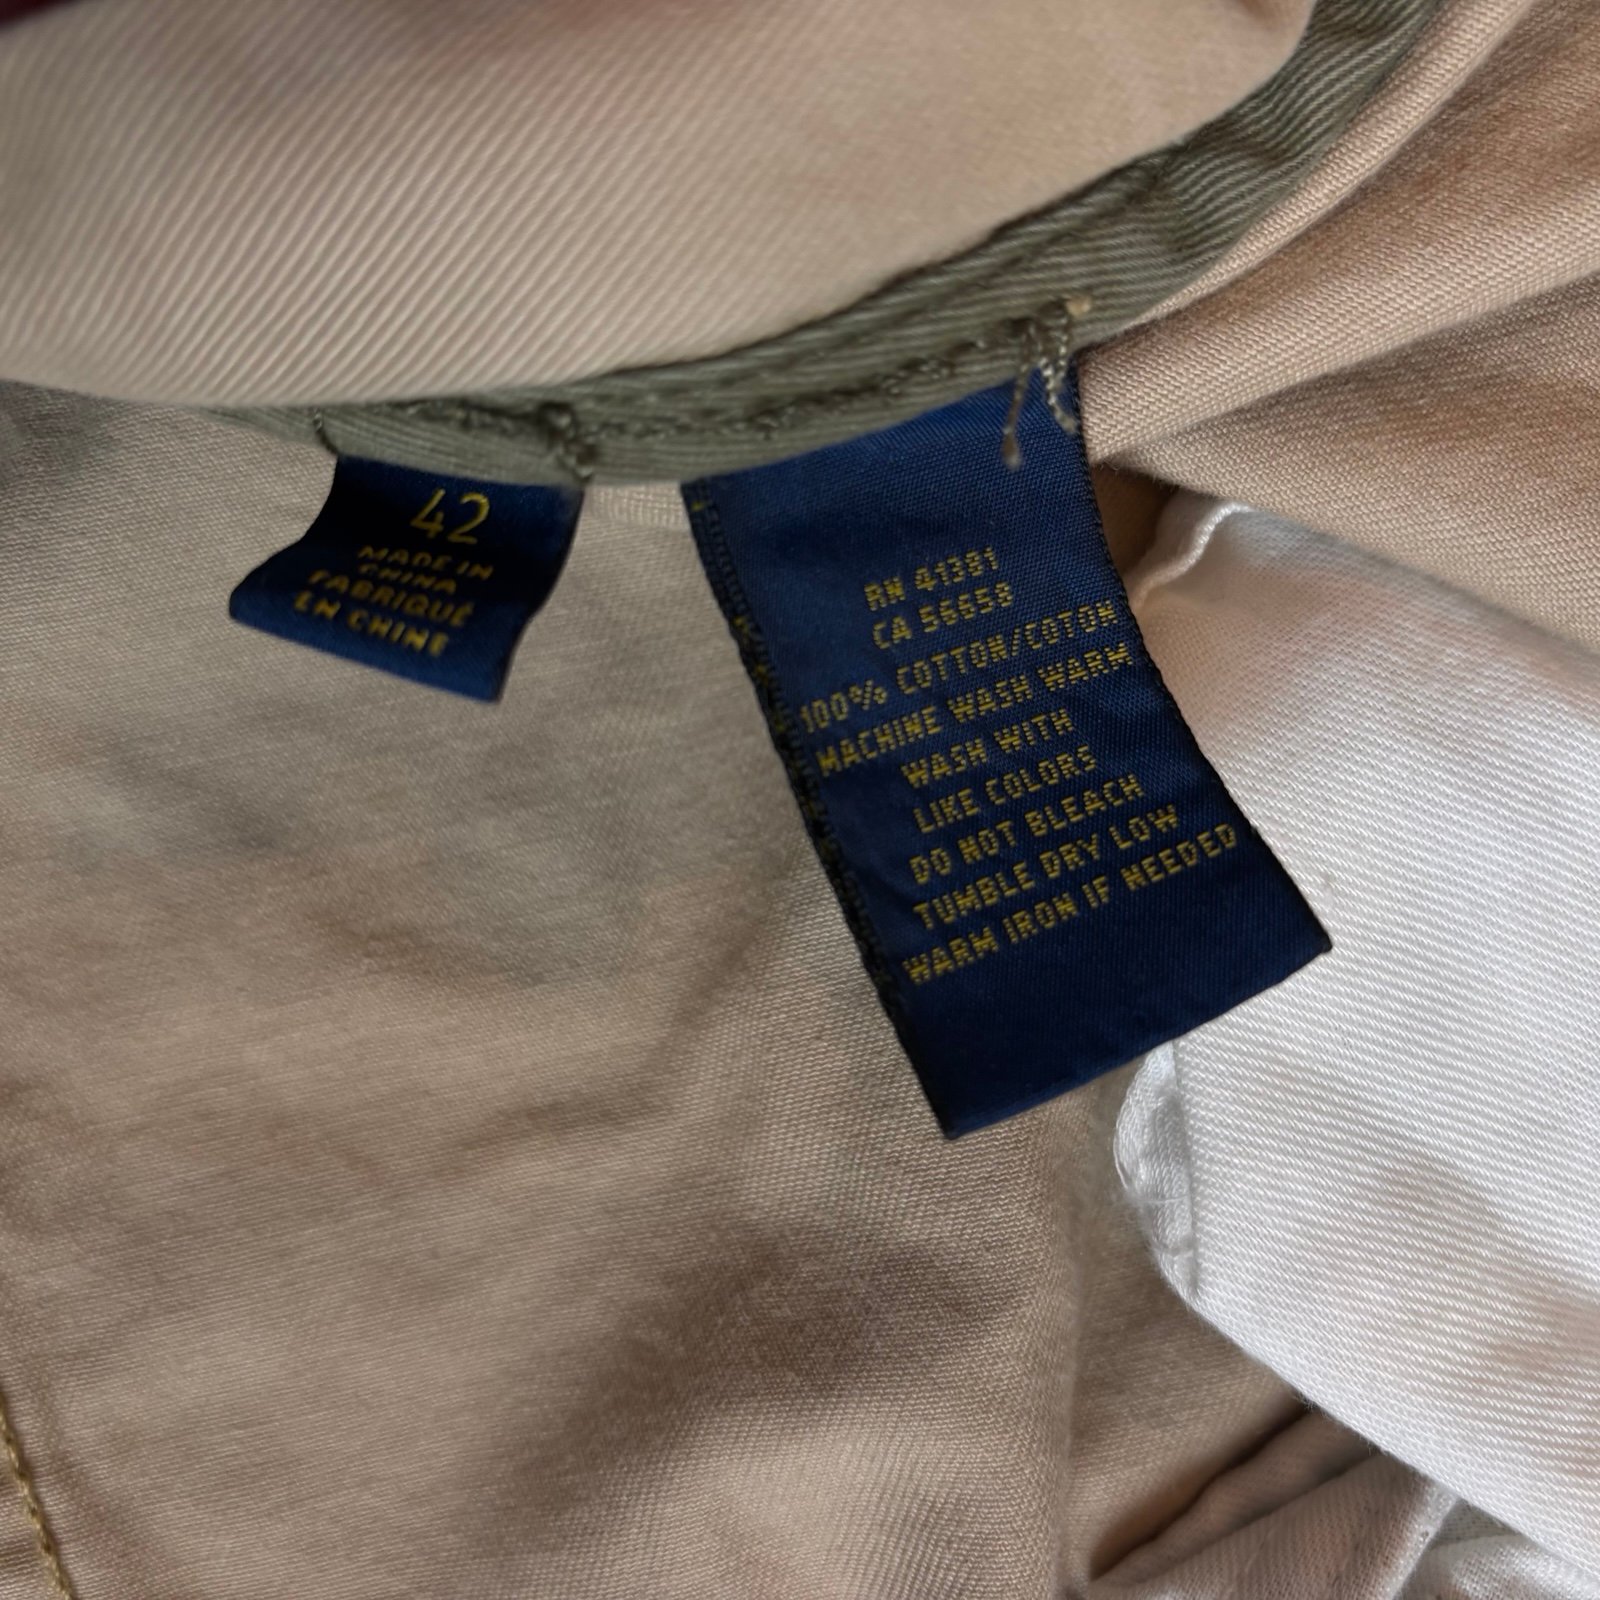 42
MADE IN
CHINA
FABRIQUÉ
EN CHINE
RN 41381
CA 56658
100% COTTON/COTON
MACHINE WASH WARM
WASH WITH
LIKE COLORS
DO NOT BLEACH
TUMBLE DRY LOW
WARM IRON IF NEEDED